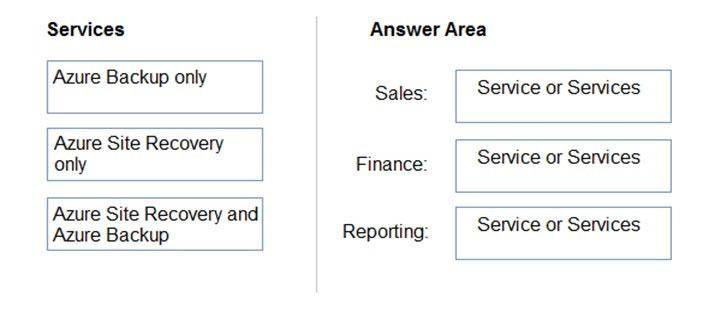 Services
Azure Backup only
Azure Site Recovery
only
Azure Site Recovery and
Azure Backup
Answer Area
Sales:
Service or Services
Finance:
Service or Services
Reporting:
Service or Services